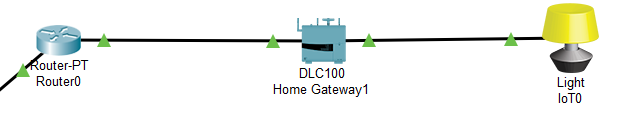 Router-PT
Router0
DLC100
Home Gateway1
Light
IoT0